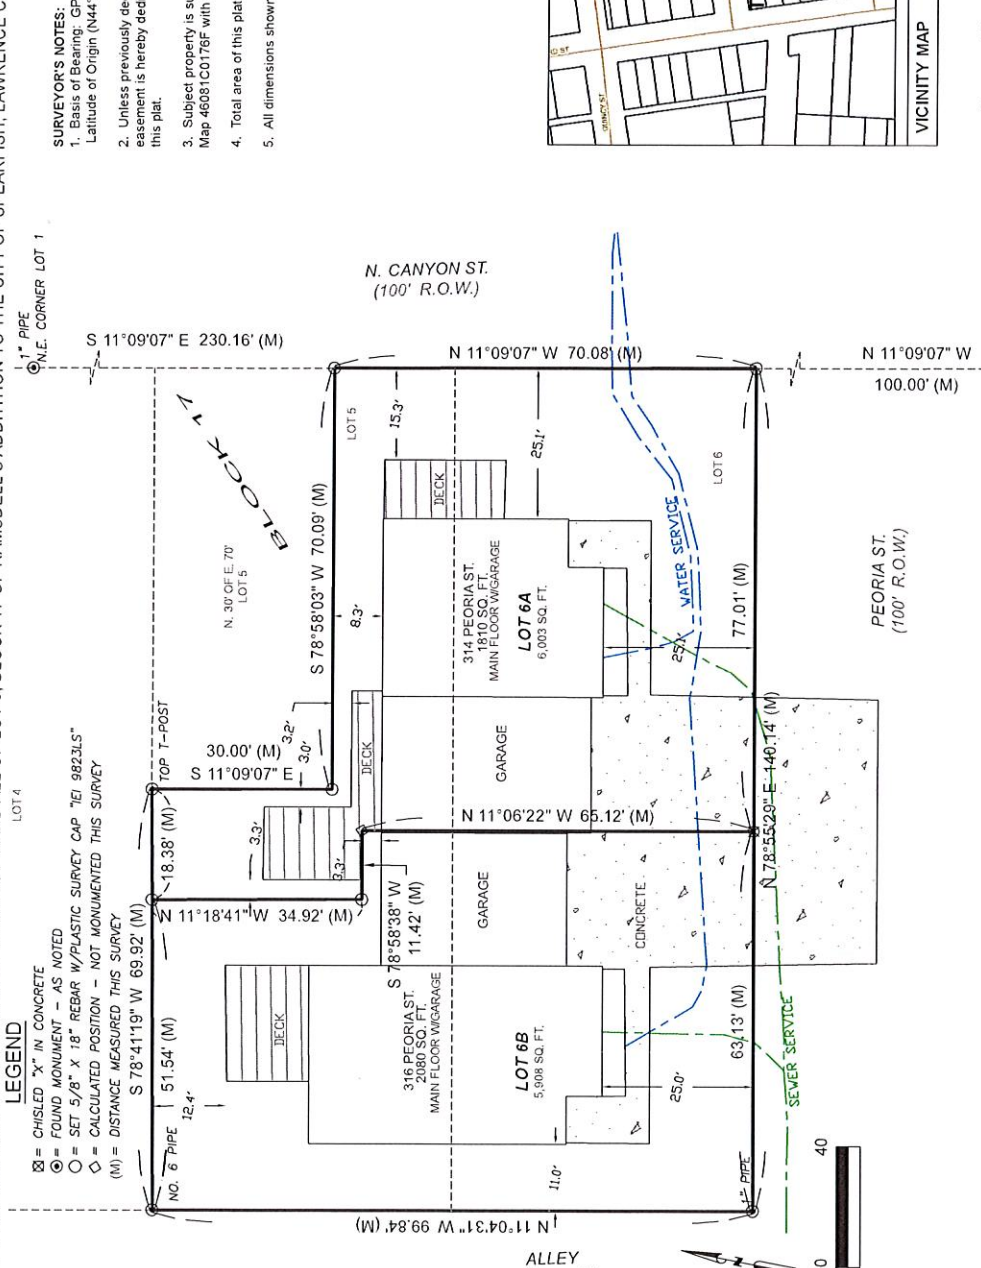 LOT 4
LEGEND
= CHISLED "X" IN CONCRETE
= FOUND MONUMENT - AS NOTED
= SET 5/8" X 18" REBAR W/PLASTIC SURVEY CAP "IEI 9823LS"
= CALCULATED POSITION - NOT MONUMENTED THIS SURVEY
(M) = DISTANCE MEASURED THIS SURVEY
1" PIPE
N.E. CORNER LOT 1
SURVEYOR'S NOTES:
1. Basis of Bearing:
Latitude of Origin
2. Unless previously
easement is hereby
this plat.
3. Subject property is
Map 46081C0176F with
4. Total area of this plat
5. All dimensions shown
QUINCY ST
VICINITY MAP
N. CANYON ST.
(100' R.O.W.)
S 11°09'07" E 230.16' (M)
N 11°09'07" W 70.08' (M)
N 11°09'07" W
100.00' (M)
BLOCK 17
LOT 5
N. 30' OF E. 70'
LOT 5
S 78°58'03" W 70.09' (M)
15.3'
25.1'
8.3'
DECK
314 PEORIA ST.
1810 SQ. FT.
MAIN FLOOR W/GARAGE
LOT 6A
6,003 SQ. FT.
WATER SERVICE
LOT 6
25.1'
77.01' (M)
PEORIA ST.
(100' R.O.W.)
TOP T-POST
30.00' (M)
S 11°09'07" E
3.2'
3.0'
DECK
GARAGE
18.38' (M)
3.3'
3.3'
N 11°06'22" W 65.12' (M)
N 78°55'29" E 140.14' (M)
S 78°41'19" W 69.92' (M)
N 11°18'41" W 34.92' (M)
S 78°58'38" W
11.42' (M)
GARAGE
CONCRETE
NO. 6 PIPE
51.54' (M)
12.4'
DECK
316 PEORIA ST.
2080 SQ. FT.
MAIN FLOOR W/GARAGE
LOT 6B
5,908 SQ. FT.
25.0'
63.13' (M)
SEWER SERVICE
11.0'
1" PIPE
N 11°04'31" W 99.84' (M)
ALLEY
0
40